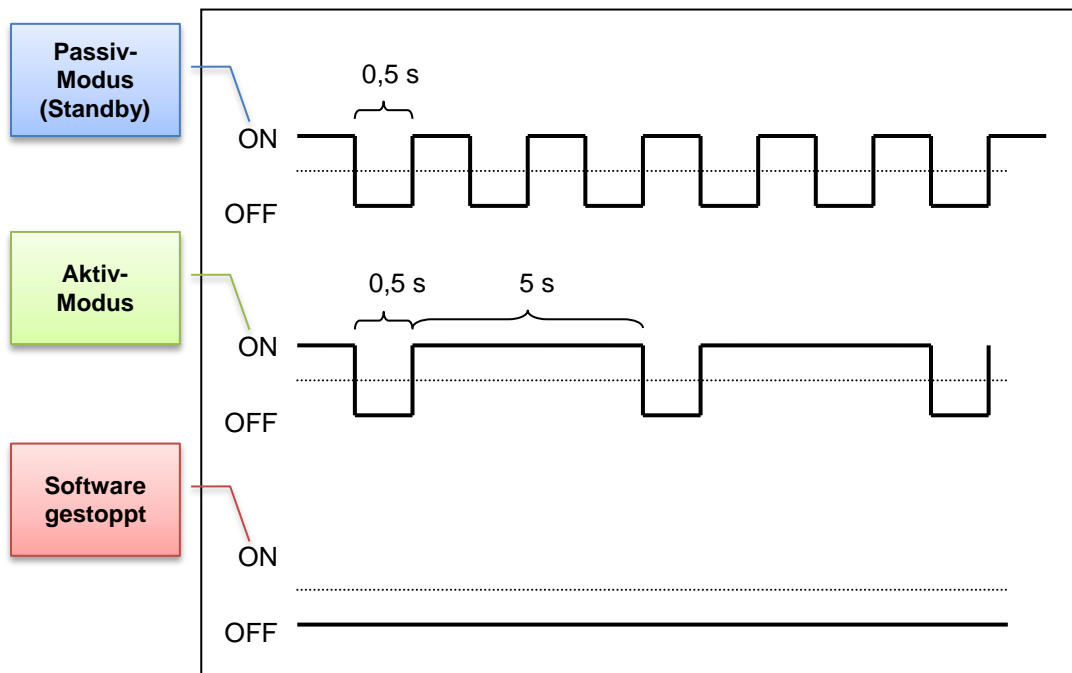 Passiv-
Modus
(Standby)
0,5 s
ON
OFF
Aktiv-
Modus
0,5 s 5 s
ON
OFF
Software
gestoppt
ON
OFF